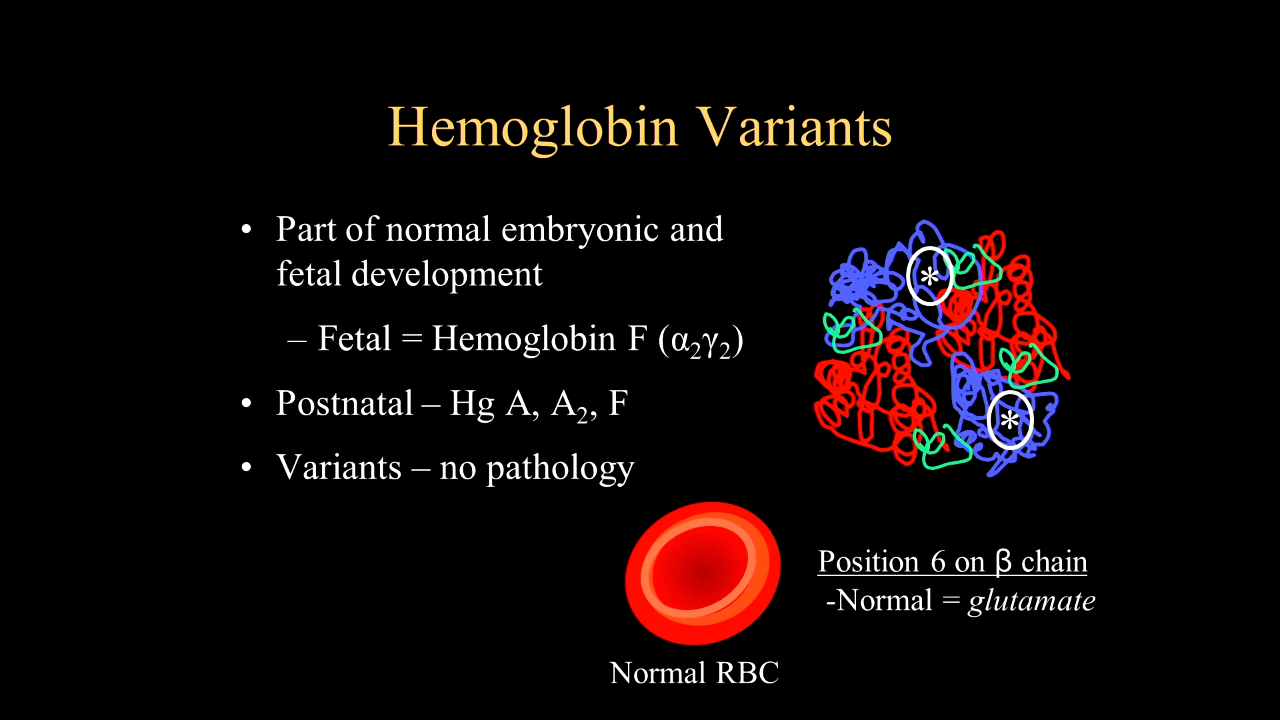 Hemoglobin Variants
• Part of normal embryonic and
fetal development
– Fetal = Hemoglobin F (α₂γ₂)
• Postnatal – Hg A, A₂, F
• Variants – no pathology
*
*
Position 6 on β chain
-Normal = glutamate
Normal RBC